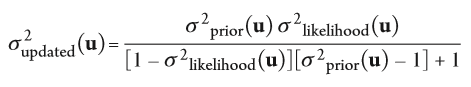 σ²updated(u) = σ²prior(u) σ²likelihood(u) / [1 – σ²likelihood(u)][σ²prior(u) – 1] + 1